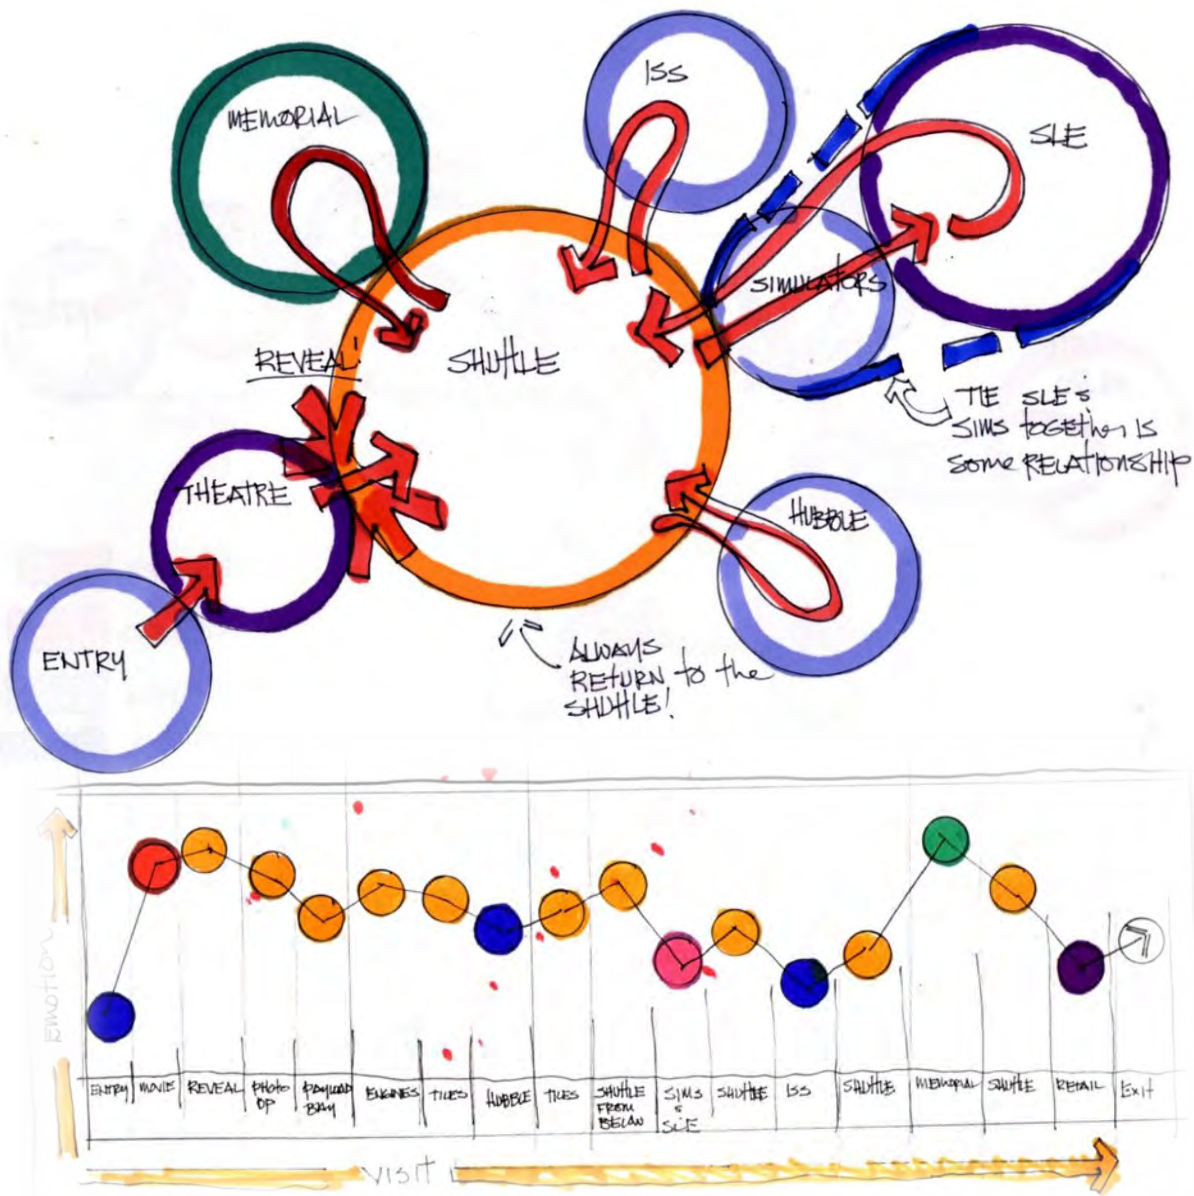 ISS
MEMORIAL
SLE
SIMULATORS
REVEAL!
SHUTTLE
TIE SLE &
SIMS TOGETHER IS
SOME RELATIONSHIP
THEATRE
HUBBLE
ENTRY
ALWAYS
RETURN to the
SHUTTLE!
EMOTION
ENTRY
MOVIE
REVEAL
PHOTO
OP
PAYLOAD
BAY
ENGINES
TILES
HUBBLE
TILES
SHUTTLE
FROM
BELOW
SIMS
&
SLE
SHUTTLE
ISS
SHUTTLE
MEMORIAL
SHUTTLE
RETAIL
EXIT
VISIT